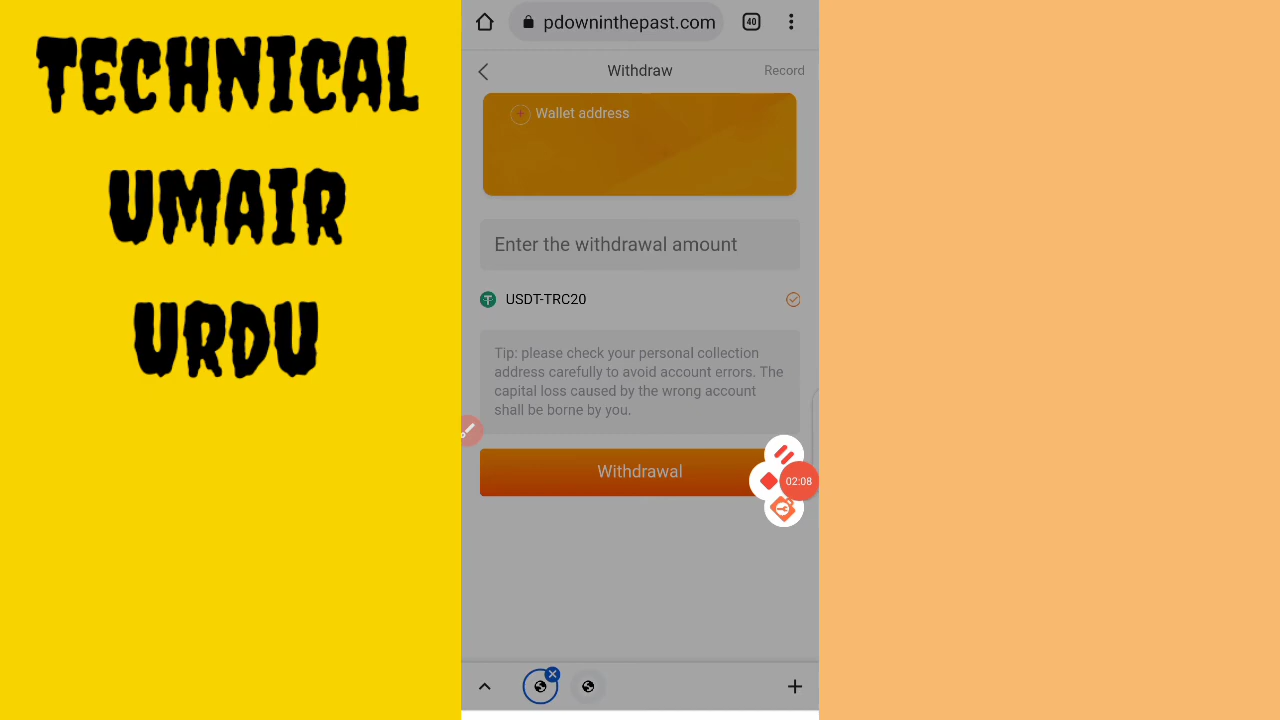 TECHNICAL
UMAIR
URDU
pdowninthepast.com
40
Withdraw
Record
Wallet address
Enter the withdrawal amount
USDT-TRC20
Tip: please check your personal collection
address carefully to avoid account errors. The
capital loss caused by the wrong account
shall be borne by you.
Withdrawal
02:08